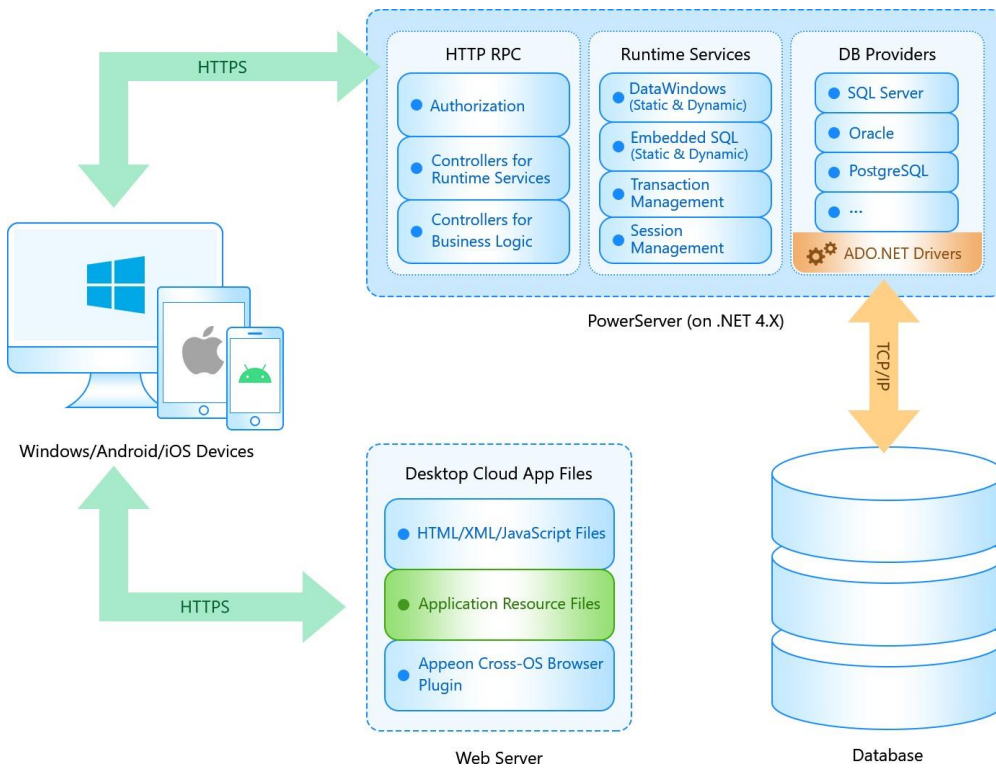 HTTPS
HTTP RPC
Authorization
Controllers for
Runtime Services
Controllers for
Business Logic
Runtime Services
DataWindows
(Static & Dynamic)
Embedded SQL
(Static & Dynamic)
Transaction
Management
Session
Management
DB Providers
SQL Server
Oracle
PostgreSQL
...
ADO.NET Drivers
PowerServer (on .NET 4.X)
TCP/IP
Windows/Android/iOS Devices
HTTPS
Desktop Cloud App Files
HTML/XML/JavaScript Files
Application Resource Files
Appeon Cross-OS Browser
Plugin
Web Server
Database